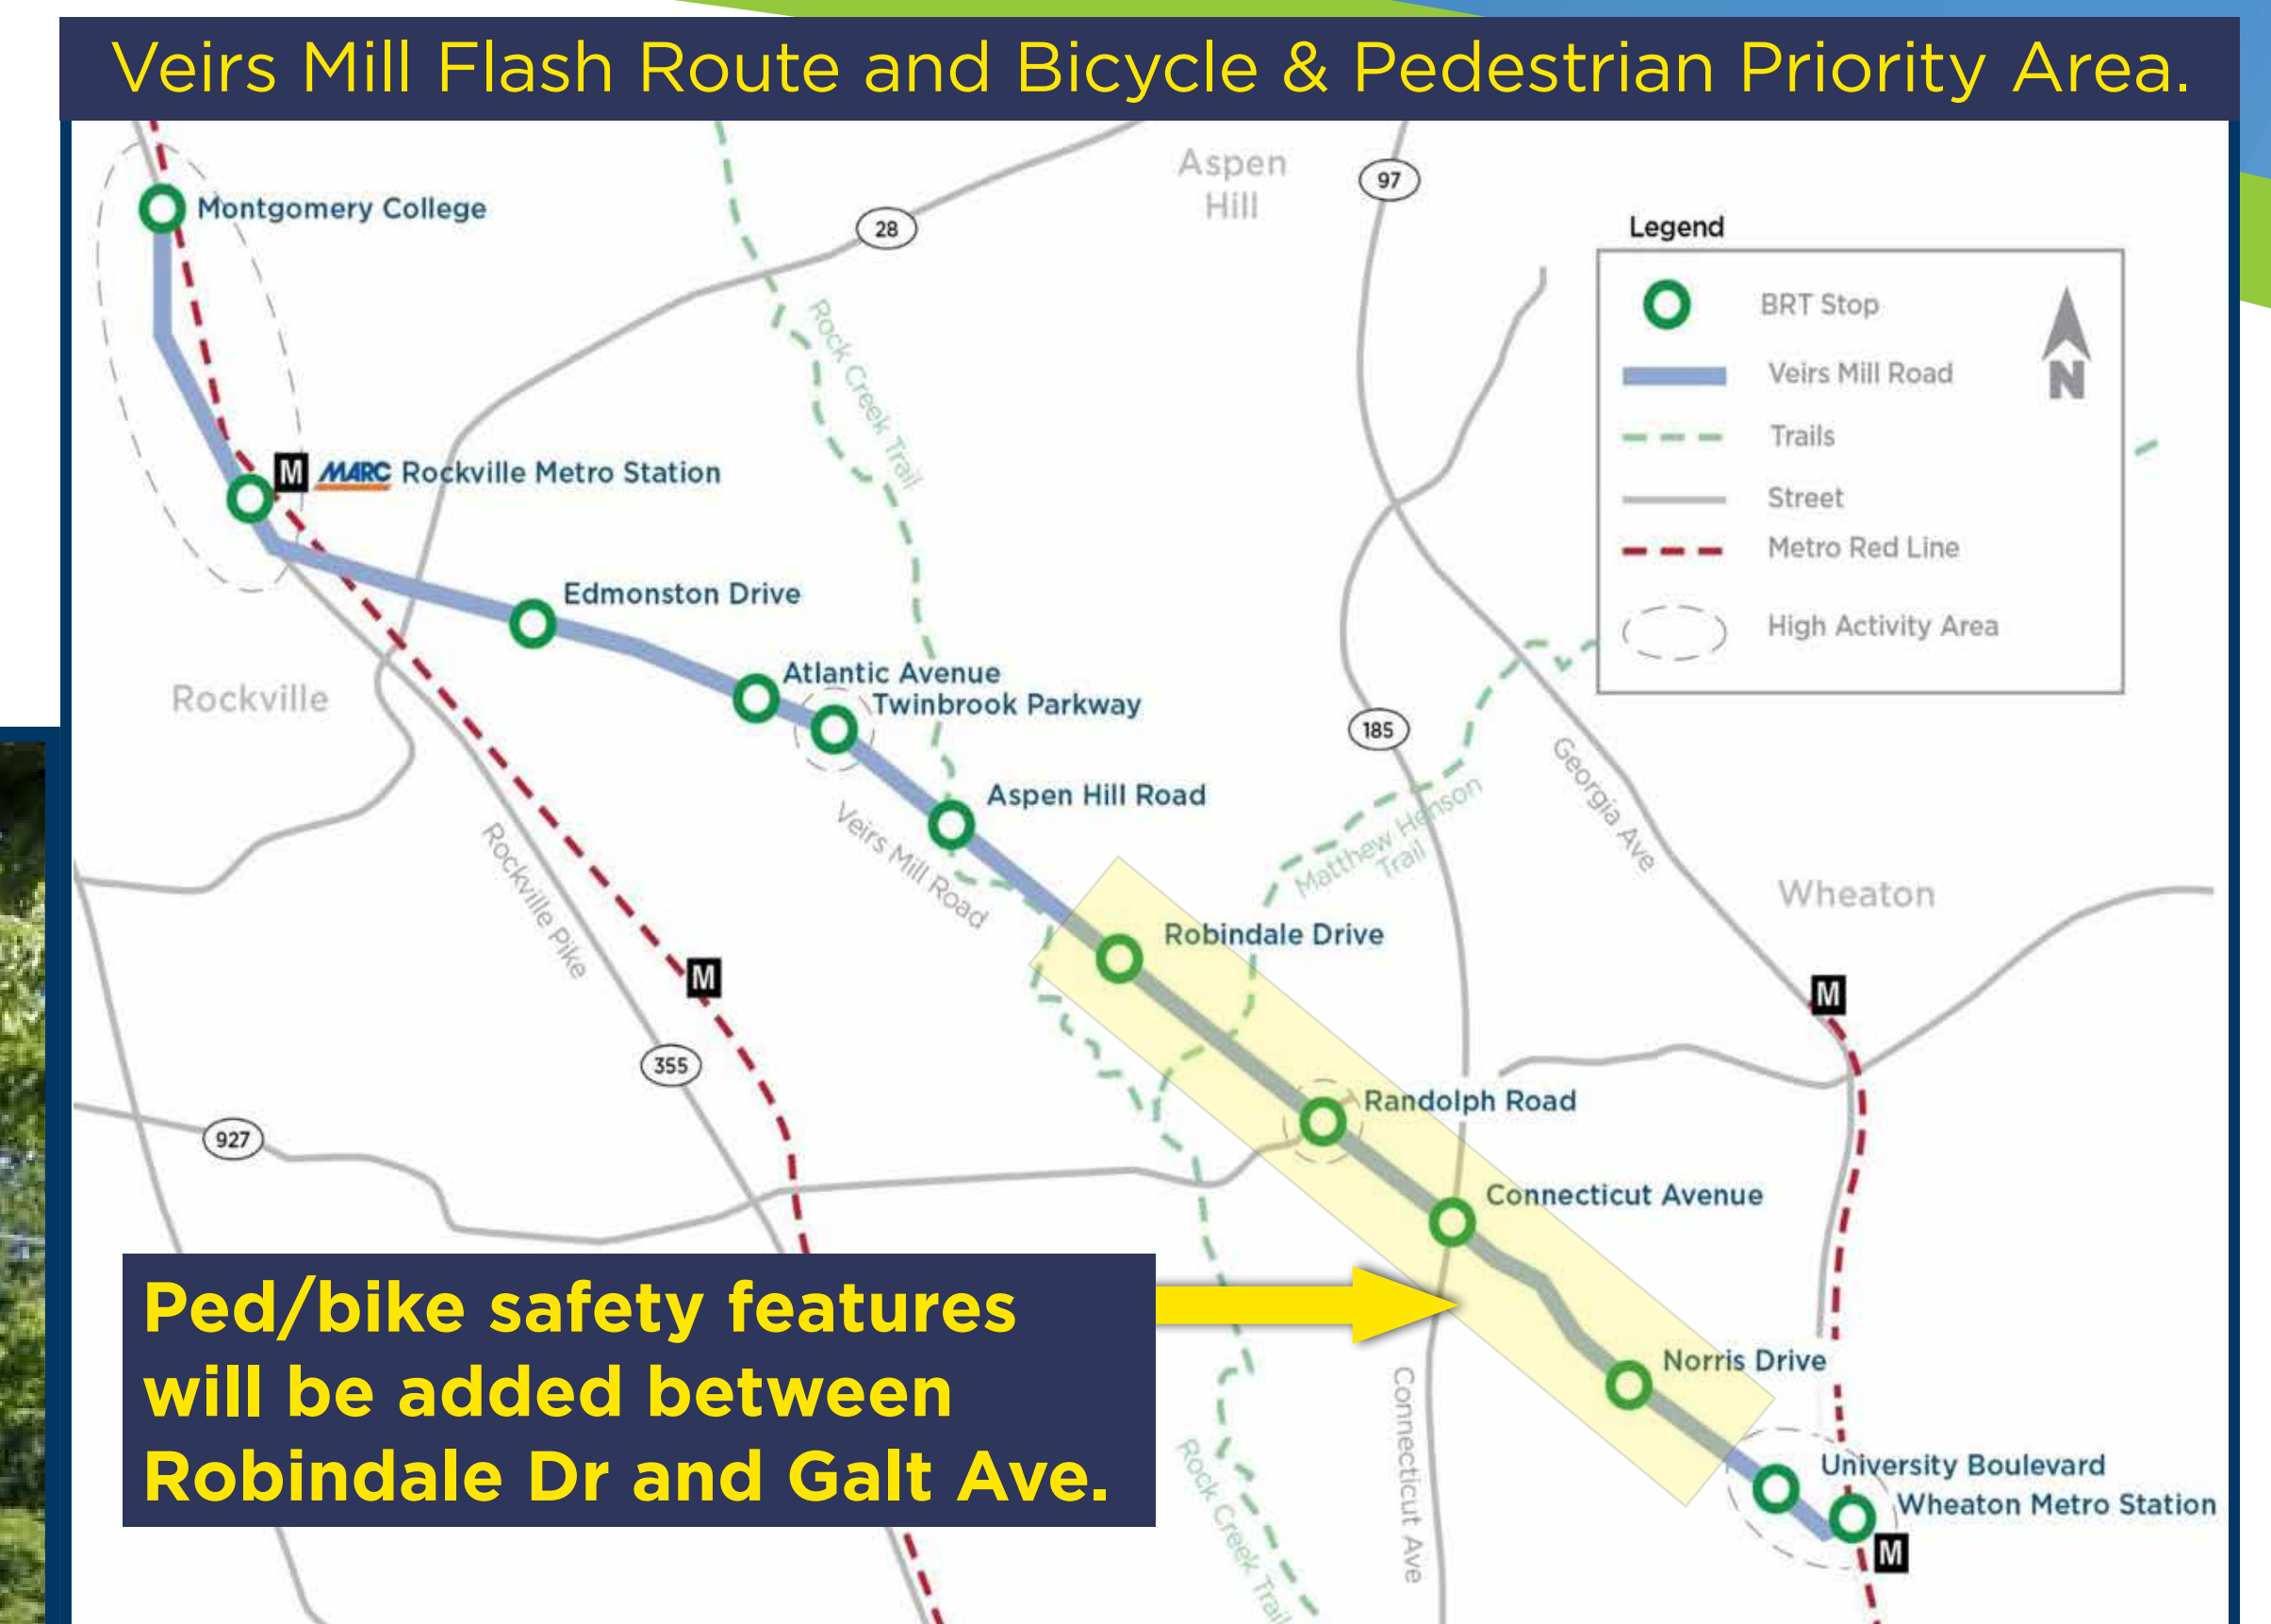 Veirs Mill Flash Route and Bicycle & Pedestrian Priority Area.
Aspen
Hill
97
Montgomery College
28
Legend
BRT Stop
Veirs Mill Road
Trails
Street
Metro Red Line
High Activity Area
N
Rock Creek Trail
M MARC Rockville Metro Station
Edmonston Drive
Rockville
Atlantic Avenue
Twinbrook Parkway
185
Georgia Ave
Aspen Hill Road
Veirs Mill Road
Matthew Henson
Trail
Rockville Pike
Wheaton
Robindale Drive
M
M
355
Randolph Road
927
Connecticut Avenue
Ped/bike safety features
will be added between
Robindale Dr and Galt Ave.
Norris Drive
Connecticut Ave
Rock Creek Trail
University Boulevard
Wheaton Metro Station
M